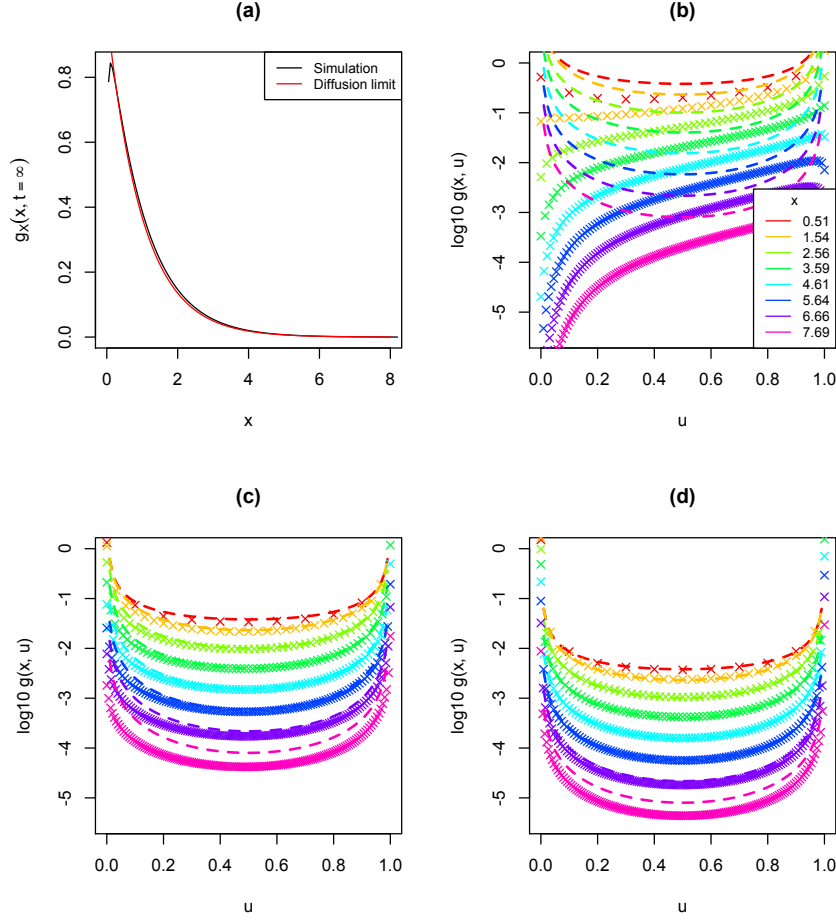 (a)
0.8
0.6
0.4
0.2
0.0
gX(x, t = ∞)
Simulation
Diffusion limit
0 2 4 6 8
x
(b)
0
-1
-2
-3
-4
-5
log10 g(x, u)
x
0.51
1.54
2.56
3.59
4.61
5.64
6.66
7.69
0.0 0.2 0.4 0.6 0.8 1.0
u
(c)
0
-1
-2
-3
-4
-5
log10 g(x, u)
0.0 0.2 0.4 0.6 0.8 1.0
u
(d)
0
-1
-2
-3
-4
-5
log10 g(x, u)
0.0 0.2 0.4 0.6 0.8 1.0
u